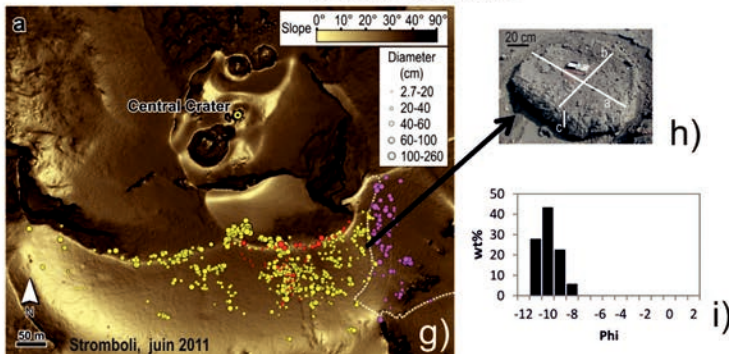 a
Slope 0° 10° 20° 30° 40° 90°
Diameter
(cm)
2.7-20
20-40
40-60
60-100
100-260
Central Crater
N
50 m
Stromboli, juin 2011
g)
20 cm
b
a
c
h)
50
40
30
20
10
0
wt%
-12 -10 -8 -6 -4 -2 0 2
Phi
i)